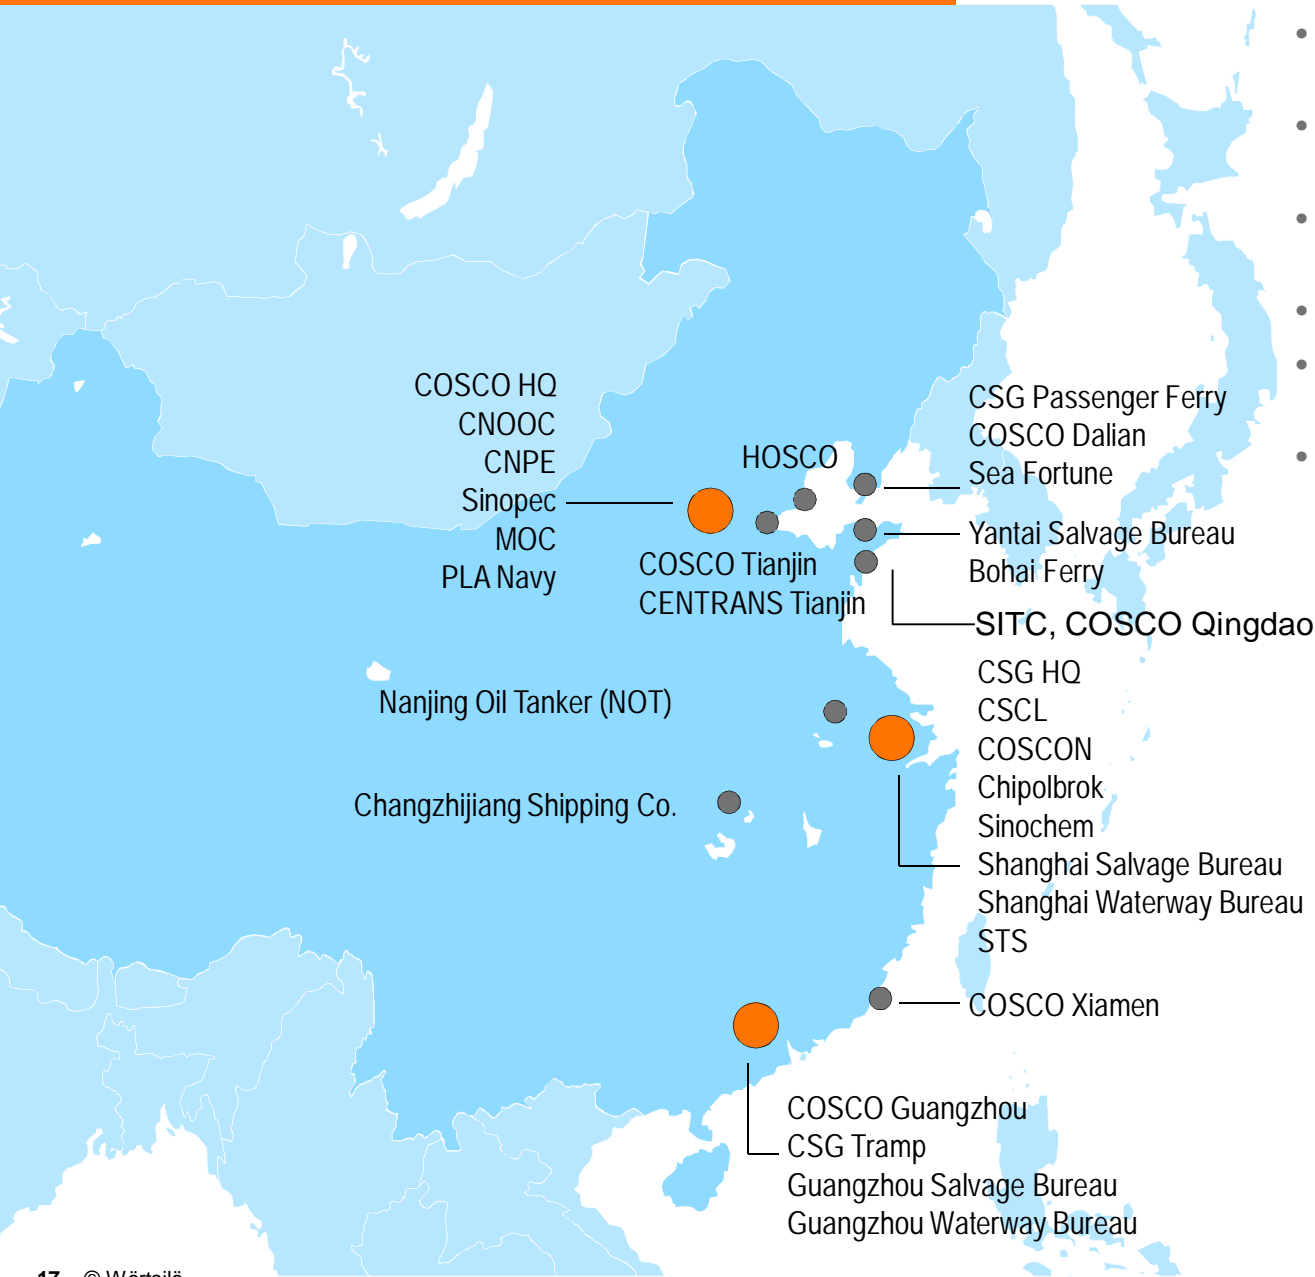 COSCO HQ
CNOOC
CNPE
Sinopec
MOC
PLA Navy
HOSCO
COSCO Tianjin
CENTRANS Tianjin
CSG Passenger Ferry
COSCO Dalian
Sea Fortune
Yantai Salvage Bureau
Bohai Ferry
SITC, COSCO Qingdao
Nanjing Oil Tanker (NOT)
Changzhijiang Shipping Co.
CSG HQ
CSCL
COSCON
Chipolbrok
Sinochem
Shanghai Salvage Bureau
Shanghai Waterway Bureau
STS
COSCO Xiamen
COSCO Guangzhou
CSG Tramp
Guangzhou Salvage Bureau
Guangzhou Waterway Bureau
17 © Wärtsilä